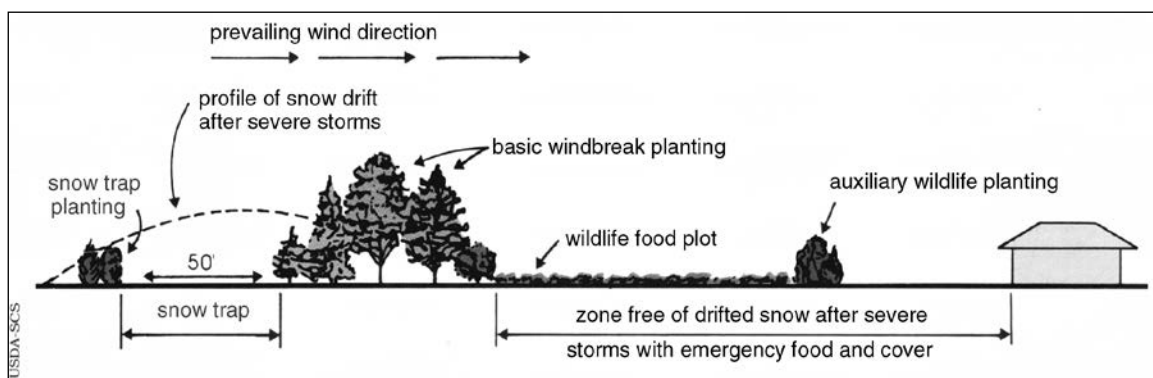 prevailing wind direction
profile of snow drift
after severe storms
basic windbreak planting
snow trap
planting
auxiliary wildlife planting
wildlife food plot
50'
snow trap
zone free of drifted snow after severe
storms with emergency food and cover
USDA-SCS